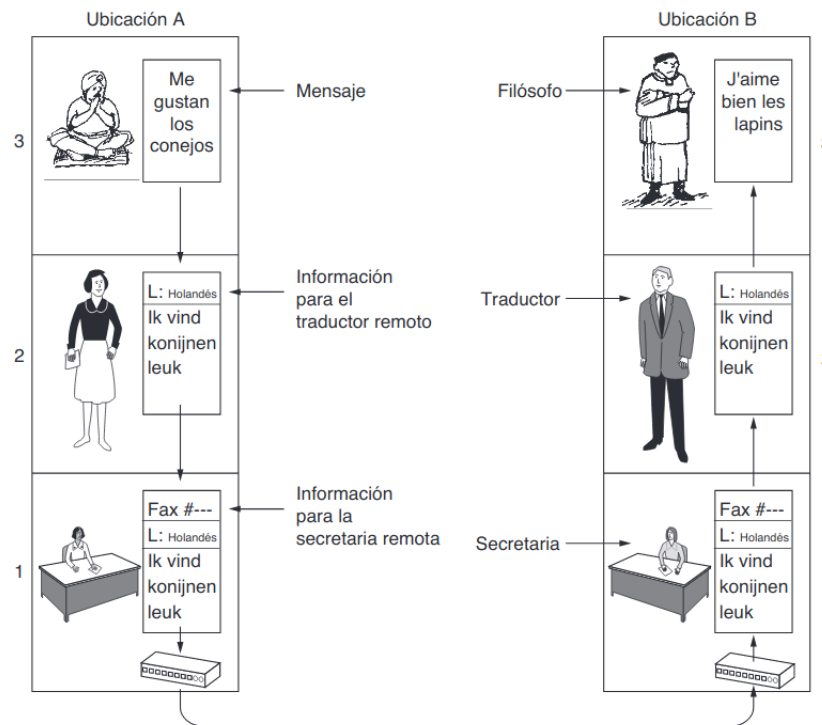 Ubicación A
Ubicación B
3
Me
gustan
los
conejos
Mensaje
Filósofo
J'aime
bien les
lapins
2
L: Holandés
Ik vind
konijnen
leuk
Información
para el
traductor remoto
Traductor
L: Holandés
Ik vind
konijnen
leuk
1
Fax #---
L: Holandés
Ik vind
konijnen
leuk
Información
para la
secretaria remota
Secretaria
Fax #---
L: Holandés
Ik vind
konijnen
leuk